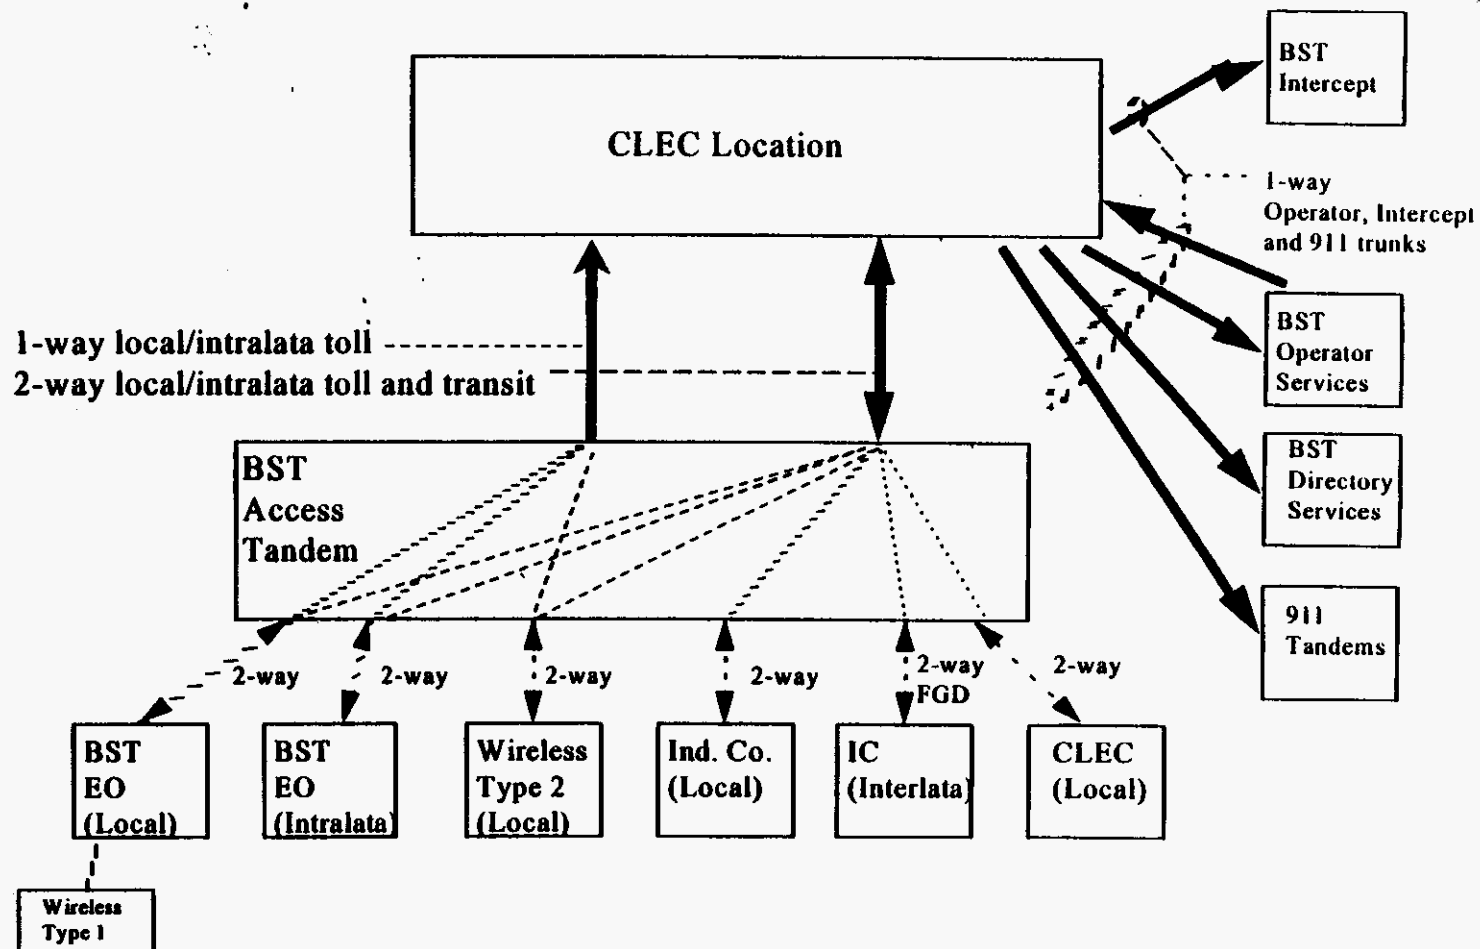 BST
Intercept
CLEC Location
1-way
Operator, Intercept
and 911 trunks
1-way local/intralata toll
2-way local/intralata toll and transit
BST
Operator
Services
BST
Access
Tandem
BST
Directory
Services
911
Tandems
2-way
2-way
2-way
2-way
2-way
FGD
2-way
BST
EO
(Local)
BST
EO
(Intralata)
Wireless
Type 2
(Local)
Ind. Co.
(Local)
IC
(Interlata)
CLEC
(Local)
Wireless
Type 1